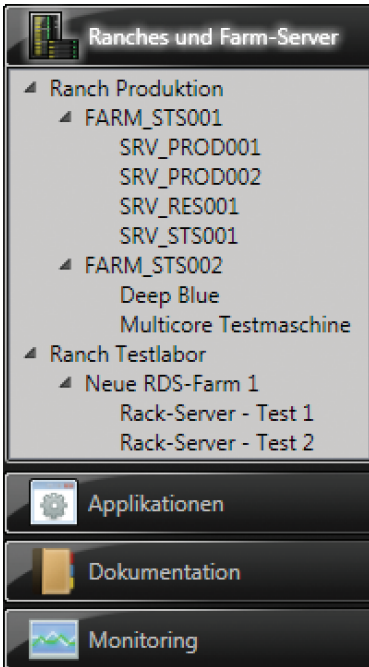 Ranches und Farm-Server
Ranch Produktion
FARM_STS001
SRV_PROD001
SRV_PROD002
SRV_RES001
SRV_STS001
FARM_STS002
Deep Blue
Multicore Testmaschine
Ranch Testlabor
Neue RDS-Farm 1
Rack-Server - Test 1
Rack-Server - Test 2
Applikationen
Dokumentation
Monitoring